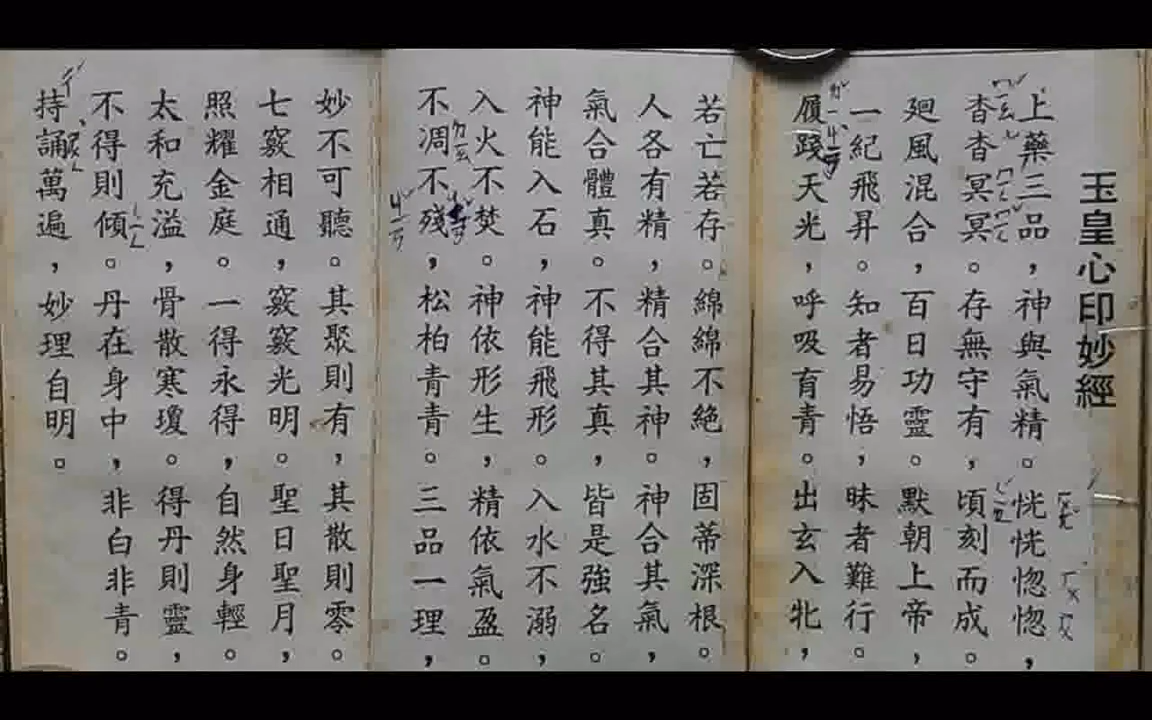 玉皇心印妙經
上藥三品，神與氣精。恍恍惚惚，
杳杳冥冥。存無守有，頃刻而成。
廻風混合，百日功靈。默朝上帝，
一紀飛昇。知者易悟，昧者難行。
履踐天光，呼吸育青。出玄入牝，
若亡若存。綿綿不絕，固蒂深根。
人各有精，精合其神。神合其氣，
氣合體真。不得其真，皆是強名。
神能入石，神能飛形。入水不溺，
入火不焚。神依形生，精依氣盈。
不凋不殘，松柏青青。三品一理，
妙不可聽。其聚則有，其散則零。
七竅相通，竅竅光明。聖日聖月，
照耀金庭。一得永得，自然身輕。
太和充溢，骨散寒瓊。得丹則靈，
不得則傾。丹在身中，非白非青。
持誦萬遍，妙理自明。